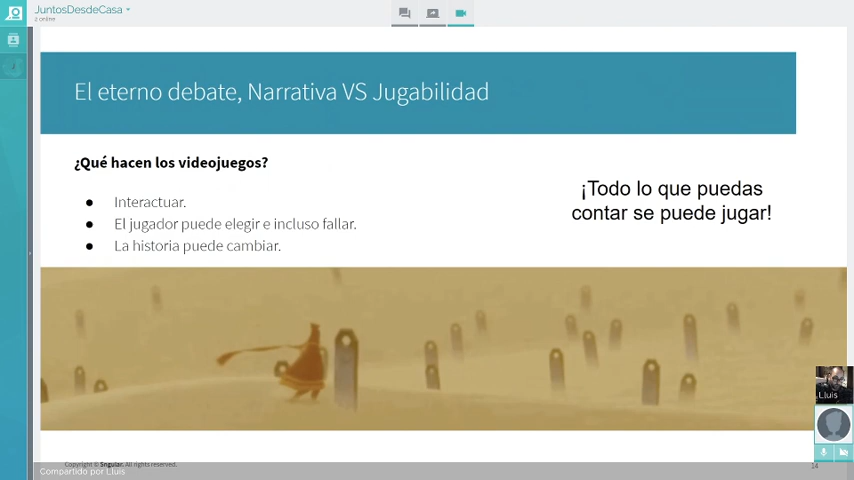 JuntosDesdeCasa
2 online
El eterno debate, Narrativa VS Jugabilidad
¿Qué hacen los videojuegos?
● Interactuar.
● El jugador puede elegir e incluso fallar.
● La historia puede cambiar.
¡Todo lo que puedas
contar se puede jugar!
Lluis
Copyright © Sngular. All rights reserved.
14
Compartido por Lluis